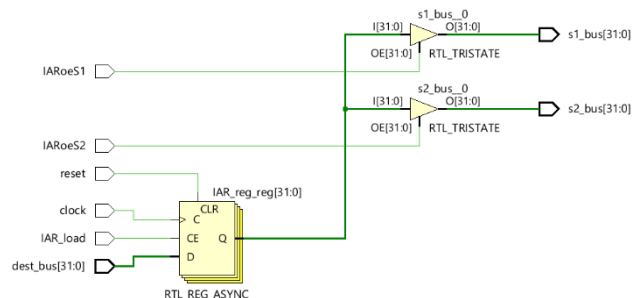 s1_bus__0
I[31:0] O[31:0] s1_bus[31:0]
OE[31:0] RTL_TRISTATE
IARoeS1
s2_bus__0
I[31:0] O[31:0] s2_bus[31:0]
OE[31:0] RTL_TRISTATE
IARoeS2
reset
IAR_reg_reg[31:0]
CLR
clock C
IAR_load CE Q
dest_bus[31:0] D
RTL_REG_ASYNC